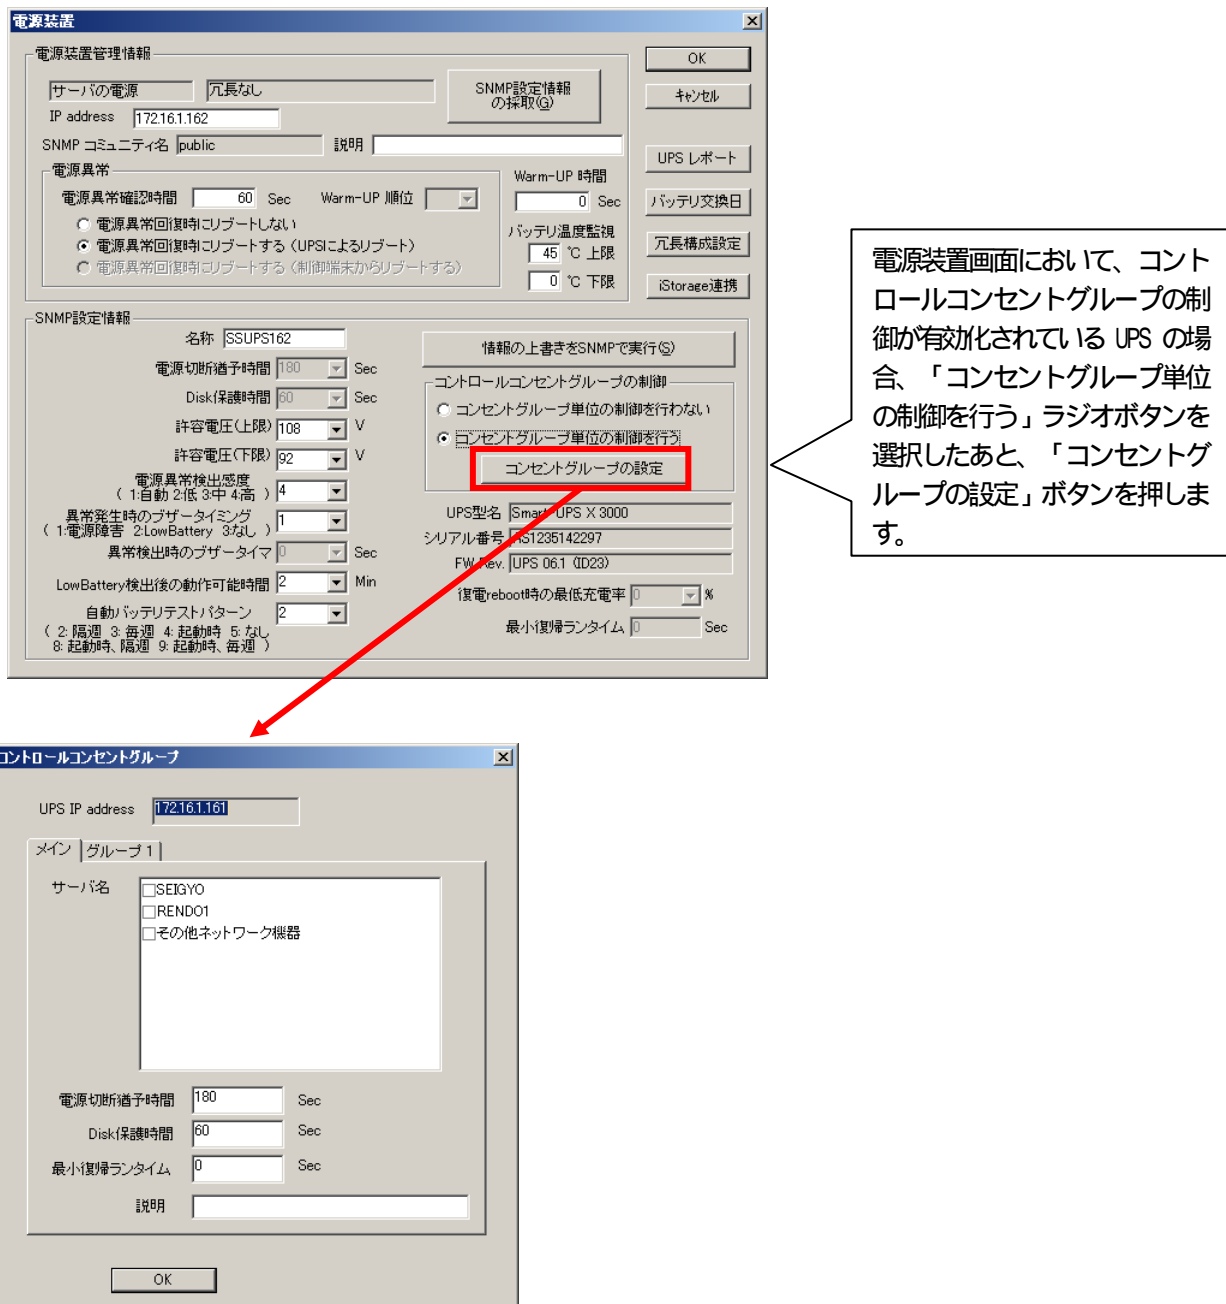 電源装置
電源装置管理情報
OK
サーバの電源 冗長なし
SNMP設定情報
の採取(G)
キャンセル
IP address 172.16.1.162
SNMP コミュニティ名 public 説明
UPS レポート
電源異常
Warm-UP 時間
電源異常確認時間 60 Sec Warm-UP 順位
0 Sec
バッテリ交換日
電源異常回復時にリブートしない
バッテリ温度監視
電源異常回復時にリブートする (UPSによるリブート)
45 ℃ 上限
冗長構成設定
電源異常回復時にリブートする (制御端末からリブートする)
0 ℃ 下限
iStorage連携
SNMP設定情報
名称 SSUPS162
情報の上書きをSNMPで実行(S)
電源切断猶予時間 180 Sec
コントロールコンセントグループの制御
Disk保護時間 60 Sec
コンセントグループ単位の制御を行わない
許容電圧(上限) 108 V
コンセントグループ単位の制御を行う
許容電圧(下限) 92 V
コンセントグループの設定
電源異常検出感度
( 1:自動 2:低 3:中 4:高 ) 4
UPS型名 Smart-UPS X 3000
異常発生時のブザータイミング
( 1:電源障害 2:LowBattery 3:なし ) 1
シリアル番号 AS1235142297
異常検出時のブザータイマ 0 Sec
FW Rev. UPS 06.1 (ID23)
LowBattery検出後の動作可能時間 2 Min
復電reboot時の最低充電率 0 %
自動バッテリテストパターン 2
( 2: 隔週 3: 毎週 4: 起動時 5: なし
8: 起動時、隔週 9: 起動時、毎週 )
最小復帰ランタイム 0 Sec
電源装置画面において、コント
ロールコンセントグループの制
御が有効化されている UPS の場
合、「コンセントグループ単位
の制御を行う」ラジオボタンを
選択したあと、「コンセントグ
ループの設定」ボタンを押しま
す。
コントロールコンセントグループ
UPS IP address 172.16.1.161
メイン グループ 1
サーバ名
SEIGYO
RENDO1
その他ネットワーク機器
電源切断猶予時間 180 Sec
Disk保護時間 60 Sec
最小復帰ランタイム 0 Sec
説明
OK